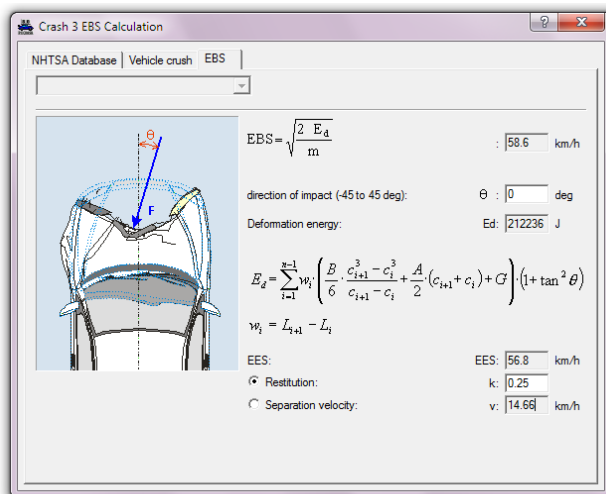 Crash 3 EBS Calculation
NHTSA Database Vehicle crush EBS
θ
F
EBS = √(2 E_d / m) : 58.6 km/h
direction of impact (-45 to 45 deg): θ : 0 deg
Deformation energy: Ed: 212236 J
E_d = ∑_{i=1}^{n-1} w_i · (B/6 · (c_{i+1}^3 - c_i^3)/(c_{i+1} - c_i) + A/2 · (c_{i+1} + c_i) + G) · (1 + tan^2 θ)
w_i = L_{i+1} - L_i
EES: EES: 56.8 km/h
Restitution: k: 0.25
Separation velocity: v: 14.66 km/h